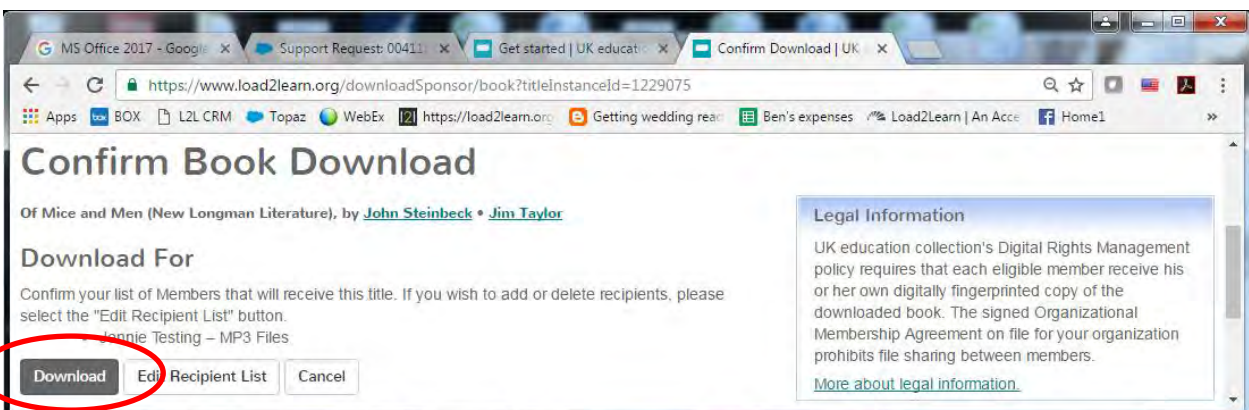 MS Office 2017 - Google
Support Request: 00411
Get started | UK educati
Confirm Download | UK
https://www.load2learn.org/downloadSponsor/book?titleInstanceId=1229075
Apps
box BOX
L2L CRM
Topaz
WebEx
https://load2learn.org
Getting wedding read
Ben's expenses
Load2Learn | An Acce
Home1
»
Confirm Book Download
Of Mice and Men (New Longman Literature), by John Steinbeck • Jim Taylor
Download For
Confirm your list of Members that will receive this title. If you wish to add or delete recipients, please
select the "Edit Recipient List" button.
• Jennie Testing – MP3 Files
Download
Edit Recipient List
Cancel
Legal Information
UK education collection's Digital Rights Management
policy requires that each eligible member receive his
or her own digitally fingerprinted copy of the
downloaded book. The signed Organizational
Membership Agreement on file for your organization
prohibits file sharing between members.
More about legal information.